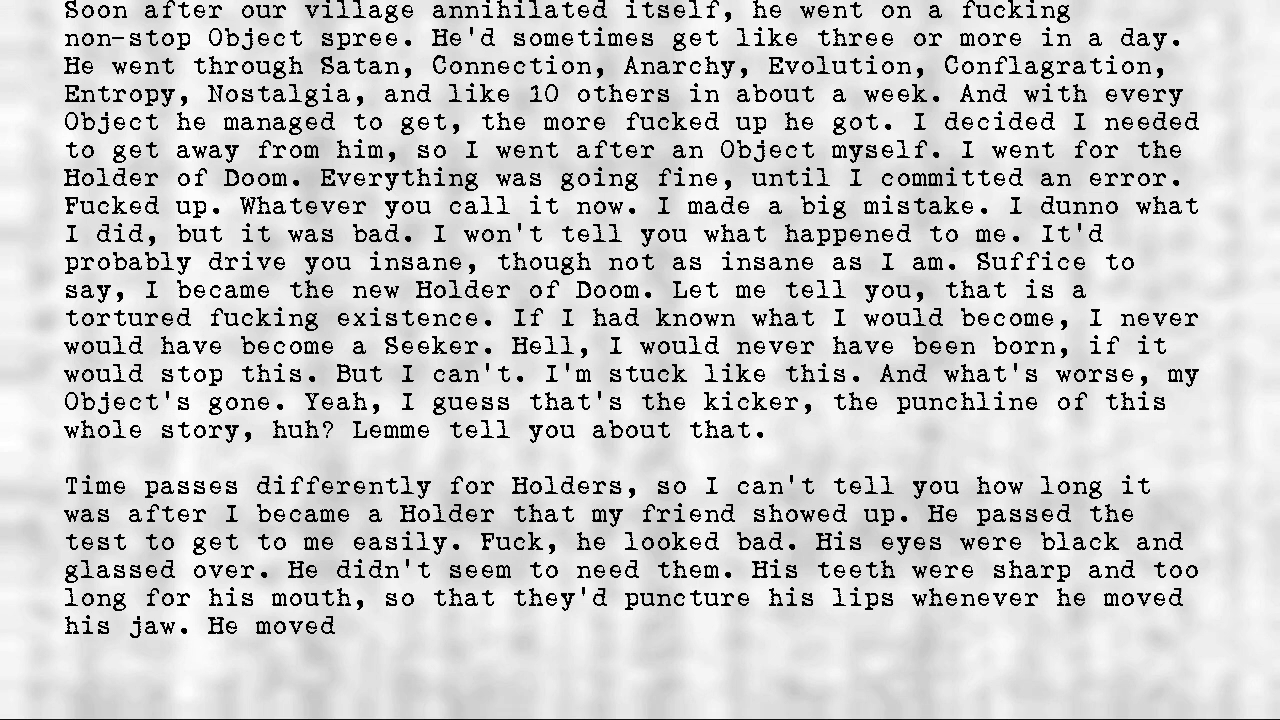 Soon after our village annihilated itself, he went on a fucking
non-stop Object spree. He'd sometimes get like three or more in a day.
He went through Satan, Connection, Anarchy, Evolution, Conflagration,
Entropy, Nostalgia, and like 10 others in about a week. And with every
Object he managed to get, the more fucked up he got. I decided I needed
to get away from him, so I went after an Object myself. I went for the
Holder of Doom. Everything was going fine, until I committed an error.
Fucked up. Whatever you call it now. I made a big mistake. I dunno what
I did, but it was bad. I won't tell you what happened to me. It'd
probably drive you insane, though not as insane as I am. Suffice to
say, I became the new Holder of Doom. Let me tell you, that is a
tortured fucking existence. If I had known what I would become, I never
would have become a Seeker. Hell, I would never have been born, if it
would stop this. But I can't. I'm stuck like this. And what's worse, my
Object's gone. Yeah, I guess that's the kicker, the punchline of this
whole story, huh? Lemme tell you about that.

Time passes differently for Holders, so I can't tell you how long it
was after I became a Holder that my friend showed up. He passed the
test to get to me easily. Fuck, he looked bad. His eyes were black and
glassed over. He didn't seem to need them. His teeth were sharp and too
long for his mouth, so that they'd puncture his lips whenever he moved
his jaw. He moved